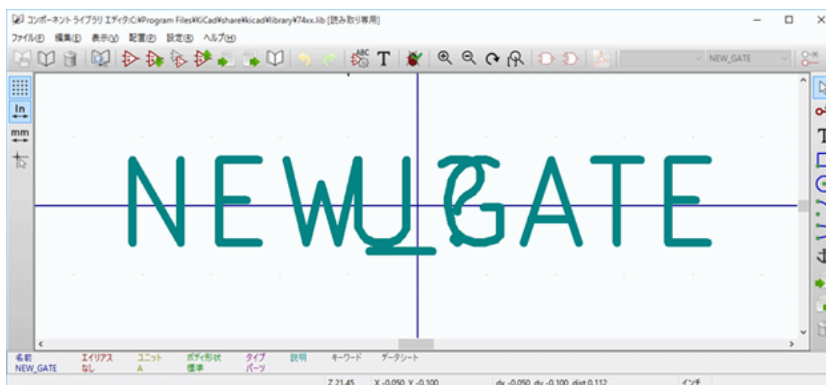 コンポーネント ライブラリ エディタ:C:¥Program Files¥GCad¥share¥kicad¥library¥74xx.lib [読み取り専用]
ファイル(F) 編集(E) 表示(V) 配置(P) 設定(R) ヘルプ(H)
ABC T NEW_GATE
In
mm
T
NEW_GATE
U?
名前 エイリアス ユニット ボディ形状 タイプ 説明 キーワード データシート
NEW_GATE なし A 標準 パーツ
Z 21.45 X -0.050 Y -0.100 dx -0.050 dy -0.100 dist 0.112 インチ